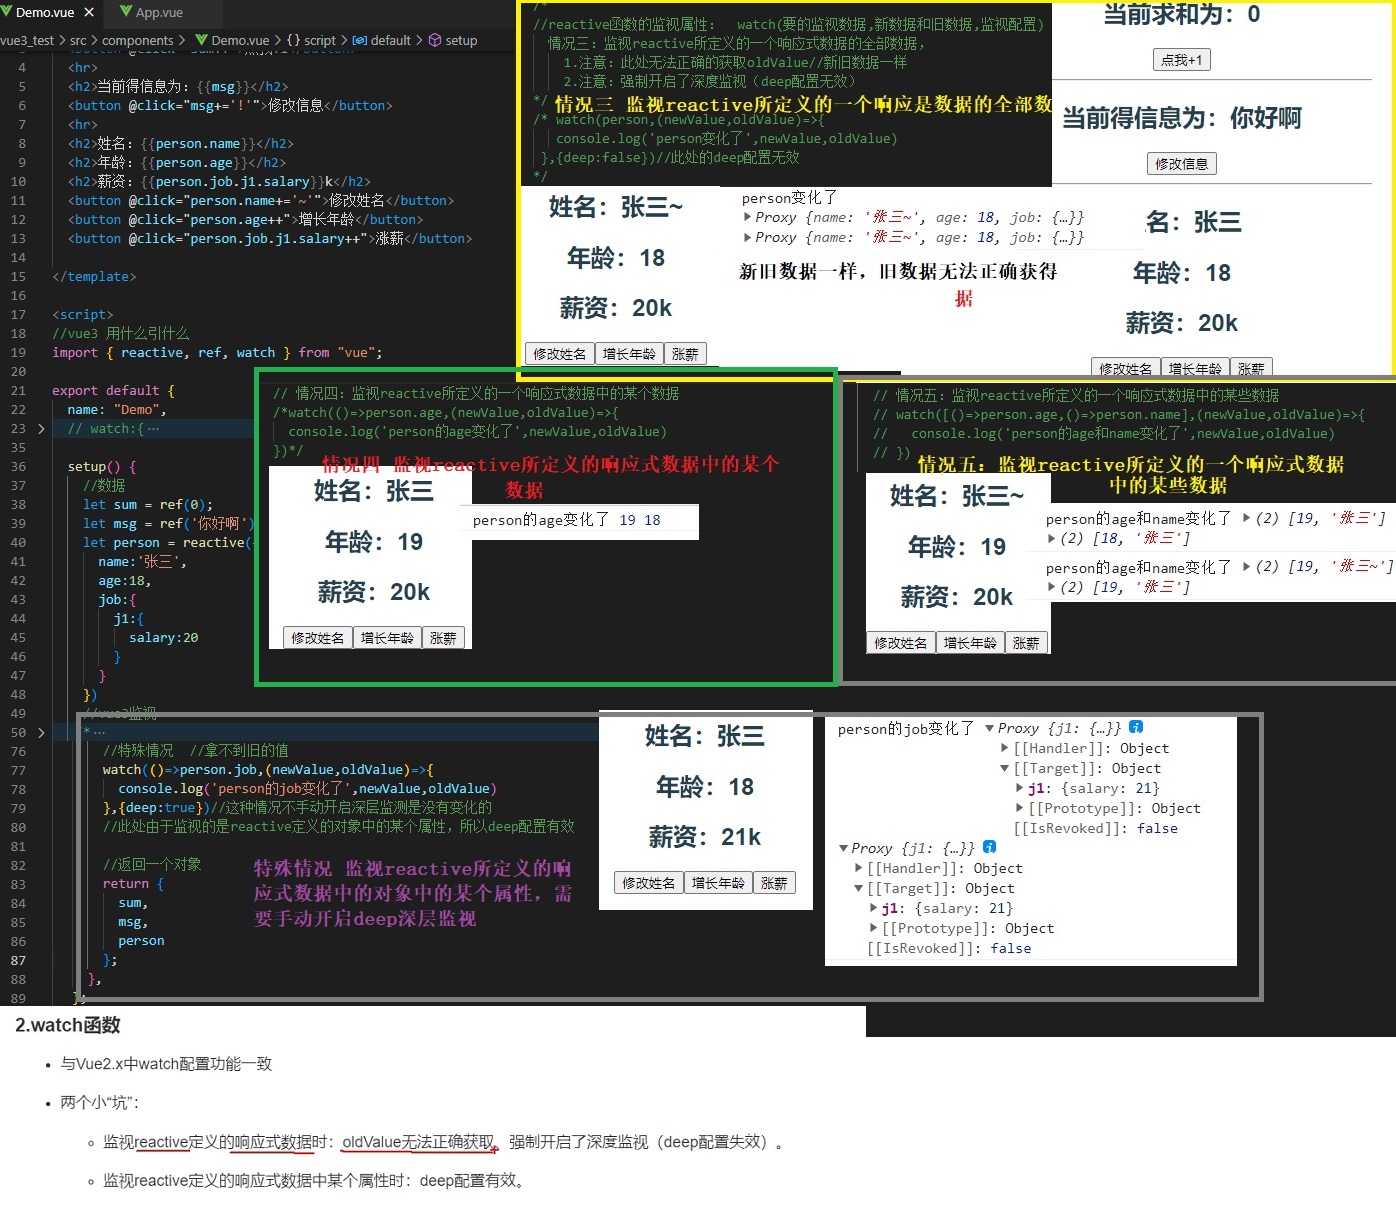 Demo.vue ×
App.vue
vue3_test > src > components > Demo.vue > {} script > default > setup
4 <hr>
5 <h2>当前得信息为: {{msg}}</h2>
6 <button @click="msg+='!'">修改信息</button>
7 <hr>
8 <h2>姓名: {{person.name}}</h2>
9 <h2>年龄: {{person.age}}</h2>
10 <h2>薪资: {{person.job.j1.salary}}k</h2>
11 <button @click="person.name+='~'">修改姓名</button>
12 <button @click="person.age++">增长年龄</button>
13 <button @click="person.job.j1.salary++">涨薪</button>
14
15 </template>
16
17 <script>
18 //vue3 用什么引什么
19 import { reactive, ref, watch } from "vue";
20
21 export default {
22 name: "Demo",
23 // watch:{ ⋯
35
36 setup() {
37 //数据
38 let sum = ref(0);
39 let msg = ref('你好啊')
40 let person = reactive(
41 name:'张三',
42 age:18,
43 job:{
44 j1:{
45 salary:20
46 }
47 }
48 })
49 //vue3监视
50 * ⋯
76 //特殊情况 //拿不到旧的值
77 watch(()=>person.job,(newValue,oldValue)=>{
78 console.log('person的job变化了',newValue,oldValue)
79 },{deep:true})//这种情况不手动开启深层监测是没有变化的
80 //此处由于监视的是reactive定义的对象中的某个属性, 所以deep配置有效
81
82 //返回一个对象
83 return {
84 sum,
85 msg,
86 person
87 };
88 },
89 };
/*
//reactive函数的监视属性: watch(要的监视数据,新数据和旧数据,监视配置)
情况三: 监视reactive所定义的一个响应式数据的全部数据,
1.注意: 此处无法正确的获取oldValue//新旧数据一样
2.注意: 强制开启了深度监视 (deep配置无效)
*/
情况三 监视reactive所定义的一个响应是数据的全部数
/* watch(person,(newValue,oldValue)=>{
console.log('person变化了',newValue,oldValue)
},{deep:false})//此处的deep配置无效
*/
姓名: 张三~
年龄: 18
薪资: 20k
修改姓名 增长年龄 涨薪
person变化了
▶Proxy {name: '张三~', age: 18, job: {…}}
▶Proxy {name: '张三~', age: 18, job: {…}}
新旧数据一样, 旧数据无法正确获得
据
当前求和为: 0
点我+1
当前得信息为: 你好啊
修改信息
名: 张三
年龄: 18
薪资: 20k
修改姓名 增长年龄 涨薪
// 情况四: 监视reactive所定义的一个响应式数据中的某个数据
/*watch(()=>person.age,(newValue,oldValue)=>{
console.log('person的age变化了',newValue,oldValue)
})*/
情况四 监视reactive所定义的响应式数据中的某个
数据
姓名: 张三
年龄: 19
薪资: 20k
修改姓名 增长年龄 涨薪
person的age变化了 19 18
// 情况五: 监视reactive所定义的一个响应式数据中的某些数据
// watch([()=>person.age,()=>person.name],(newValue,oldValue)=>{
// console.log('person的age和name变化了',newValue,oldValue)
// })
情况五: 监视reactive所定义的一个响应式数据
中的某些数据
姓名: 张三~
年龄: 19
薪资: 20k
修改姓名 增长年龄 涨薪
person的age和name变化了 ▶(2) [19, '张三']
▶(2) [18, '张三']
person的age和name变化了 ▶(2) [19, '张三~']
▶(2) [19, '张三']
特殊情况 监视reactive所定义的响
应式数据中的对象中的某个属性, 需
要手动开启deep深层监视
姓名: 张三
年龄: 18
薪资: 21k
修改姓名 增长年龄 涨薪
person的job变化了 ▼Proxy {j1: {…}} i
▶[[Handler]]: Object
▼[[Target]]: Object
▶j1: {salary: 21}
▶[[Prototype]]: Object
[[IsRevoked]]: false
▼Proxy {j1: {…}} i
▶[[Handler]]: Object
▼[[Target]]: Object
▶j1: {salary: 21}
▶[[Prototype]]: Object
[[IsRevoked]]: false
2.watch函数
• 与Vue2.x中watch配置功能一致
• 两个小“坑”:
◦ 监视reactive定义的响应式数据时: oldValue无法正确获取、强制开启了深度监视 (deep配置失效) 。
◦ 监视reactive定义的响应式数据中某个属性时: deep配置有效。